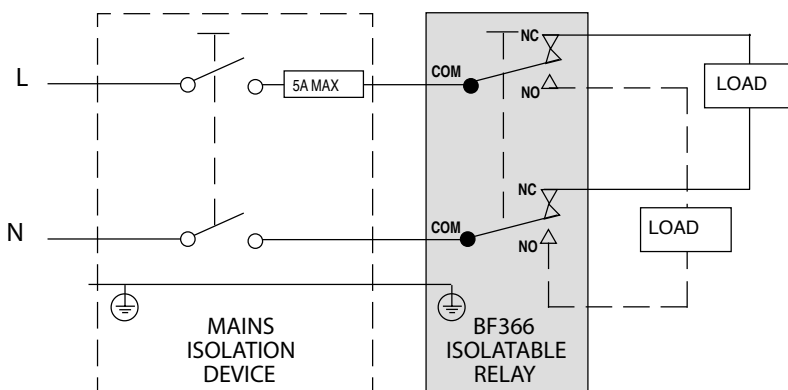 L
5A MAX
COM
NC
NO
LOAD
N
COM
NC
NO
LOAD
MAINS
ISOLATION
DEVICE
BF366
ISOLATABLE
RELAY